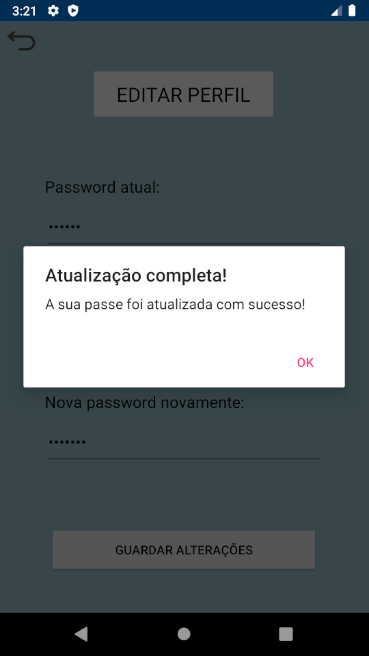 3:21
EDITAR PERFIL
Password atual:
••••••
Atualização completa!
A sua passe foi atualizada com sucesso!
OK
Nova password novamente:
•••••••
GUARDAR ALTERAÇÕES